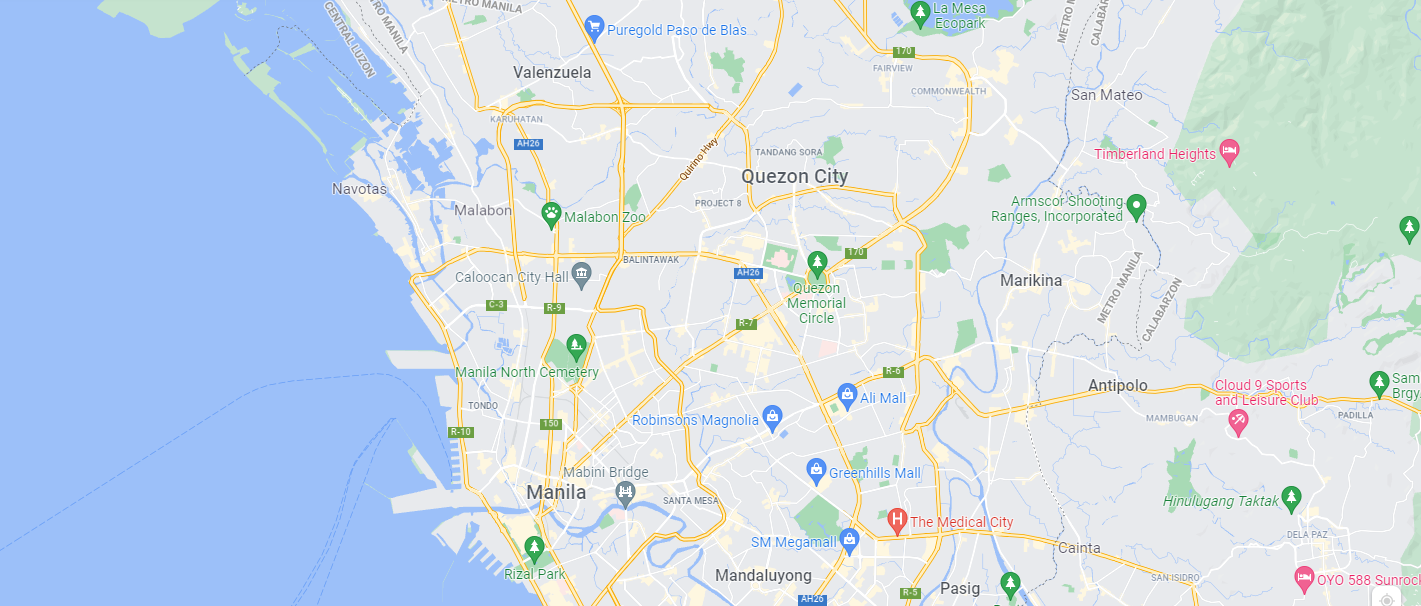 METRO MANILA
La Mesa
Ecopark
Puregold Paso de Blas
CENTRAL LUZON
METRO MANILA
METRO M
CALABAR
170
FAIRVIEW
Valenzuela
COMMONWEALTH
San Mateo
KARUHATAN
AH26
Quirino Hwy
TANDANG SORA
Timberland Heights
Quezon City
Navotas
PROJECT 8
Armscor Shooting
Ranges, Incorporated
Malabon
Malabon Zoo
170
BALINTAWAK
AH26
Caloocan City Hall
Marikina
METRO MANILA
CALABARZON
Quezon
Memorial
Circle
C-3
R-9
R-7
Manila North Cemetery
R-6
Antipolo
Cloud 9 Sports
and Leisure Club
Sam
Brgy.
Ali Mall
TONDO
MAMBUGAN
PADILLA
Robinsons Magnolia
150
R-10
Mabini Bridge
Greenhills Mall
Manila
SANTA MESA
Hinulugang Taktak
The Medical City
DELA PAZ
SM Megamall
Cainta
Rizal Park
Mandaluyong
SAN ISIDRO
OYO 588 Sunrock
Pasig
R-5
AH26